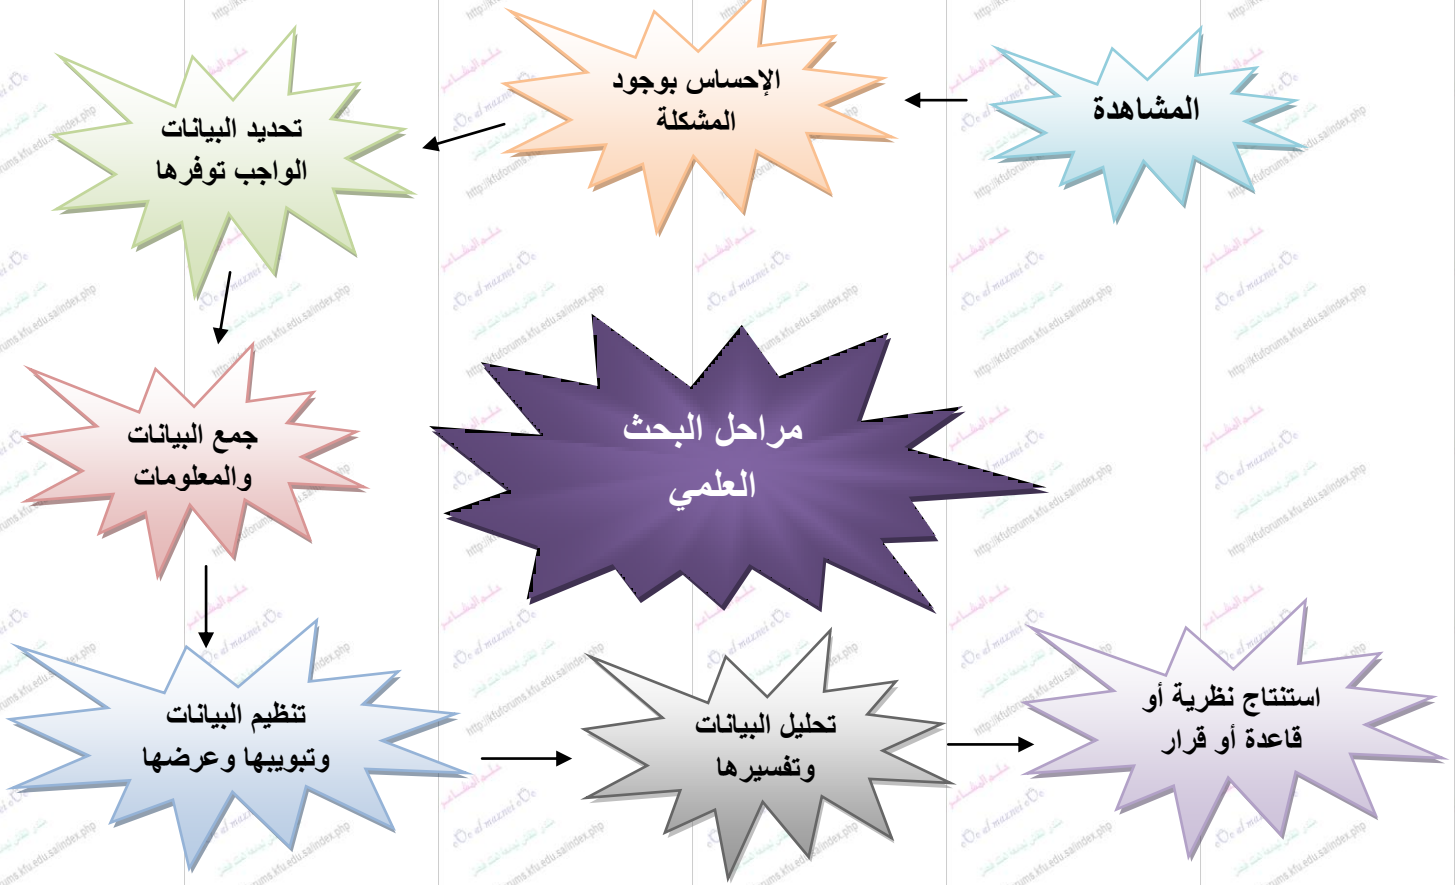 المشاهدة
الإحساس بوجود
المشكلة
تحديد البيانات
الواجب توفرها
جمع البيانات
والمعلومات
مراحل البحث
العلمي
تنظيم البيانات
وتبويبها وعرضها
تحليل البيانات
وتفسيرها
استنتاج نظرية أو
قاعدة أو قرار